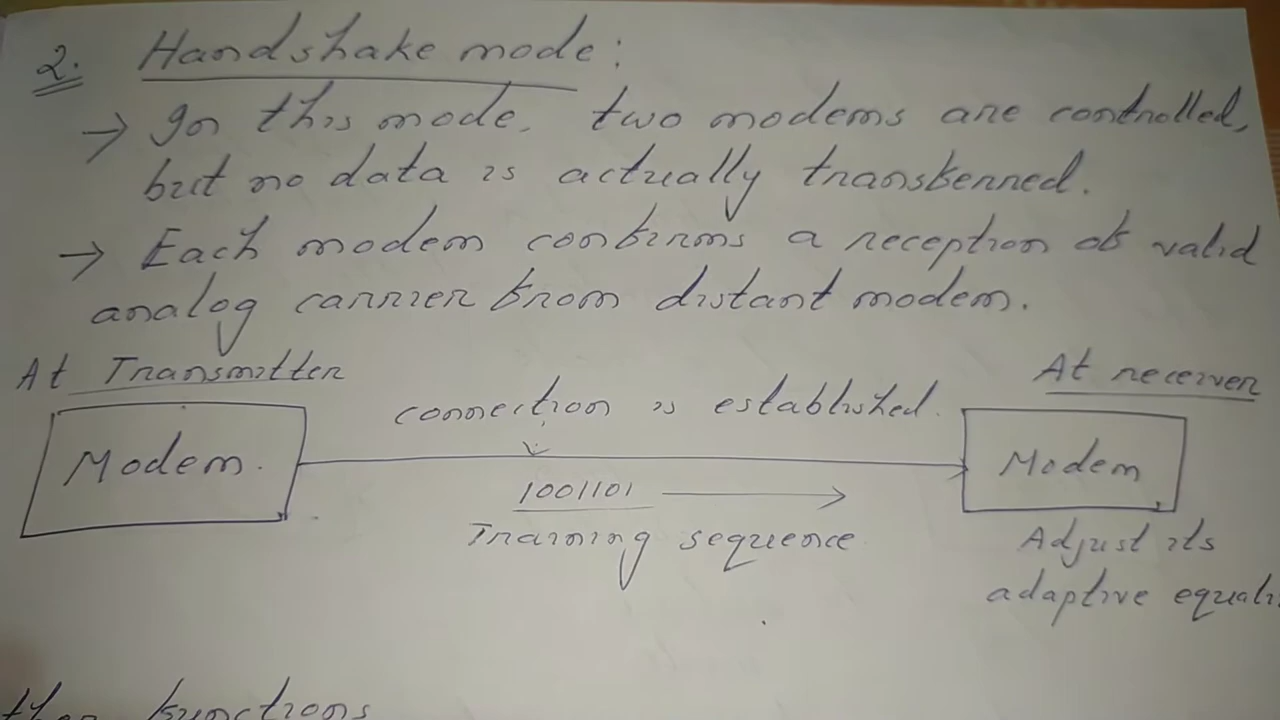 2. Handshake mode:
→ In this mode, two modems are controlled,
but no data is actually transferred.
→ Each modem confirms a reception of valid
analog carrier from distant modem.
At Transmitter
At receiver
connection is established.
Modem.
Modem
1001101
Training sequence
Adjust its
adaptive equali
functions